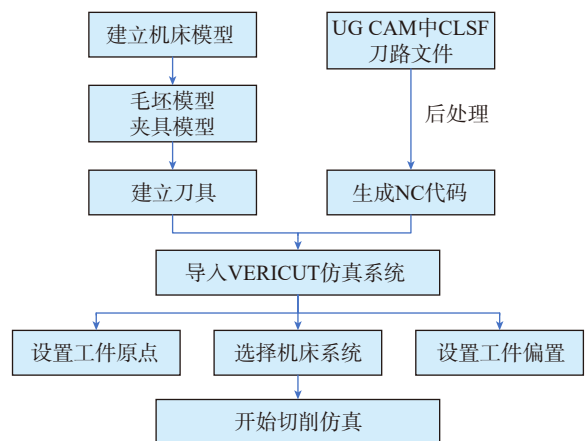 建立机床模型
UG CAM中CLSF
刀路文件
毛坯模型
夹具模型
后处理
建立刀具
生成NC代码
导入VERICUT仿真系统
设置工件原点
选择机床系统
设置工件偏置
开始切削仿真